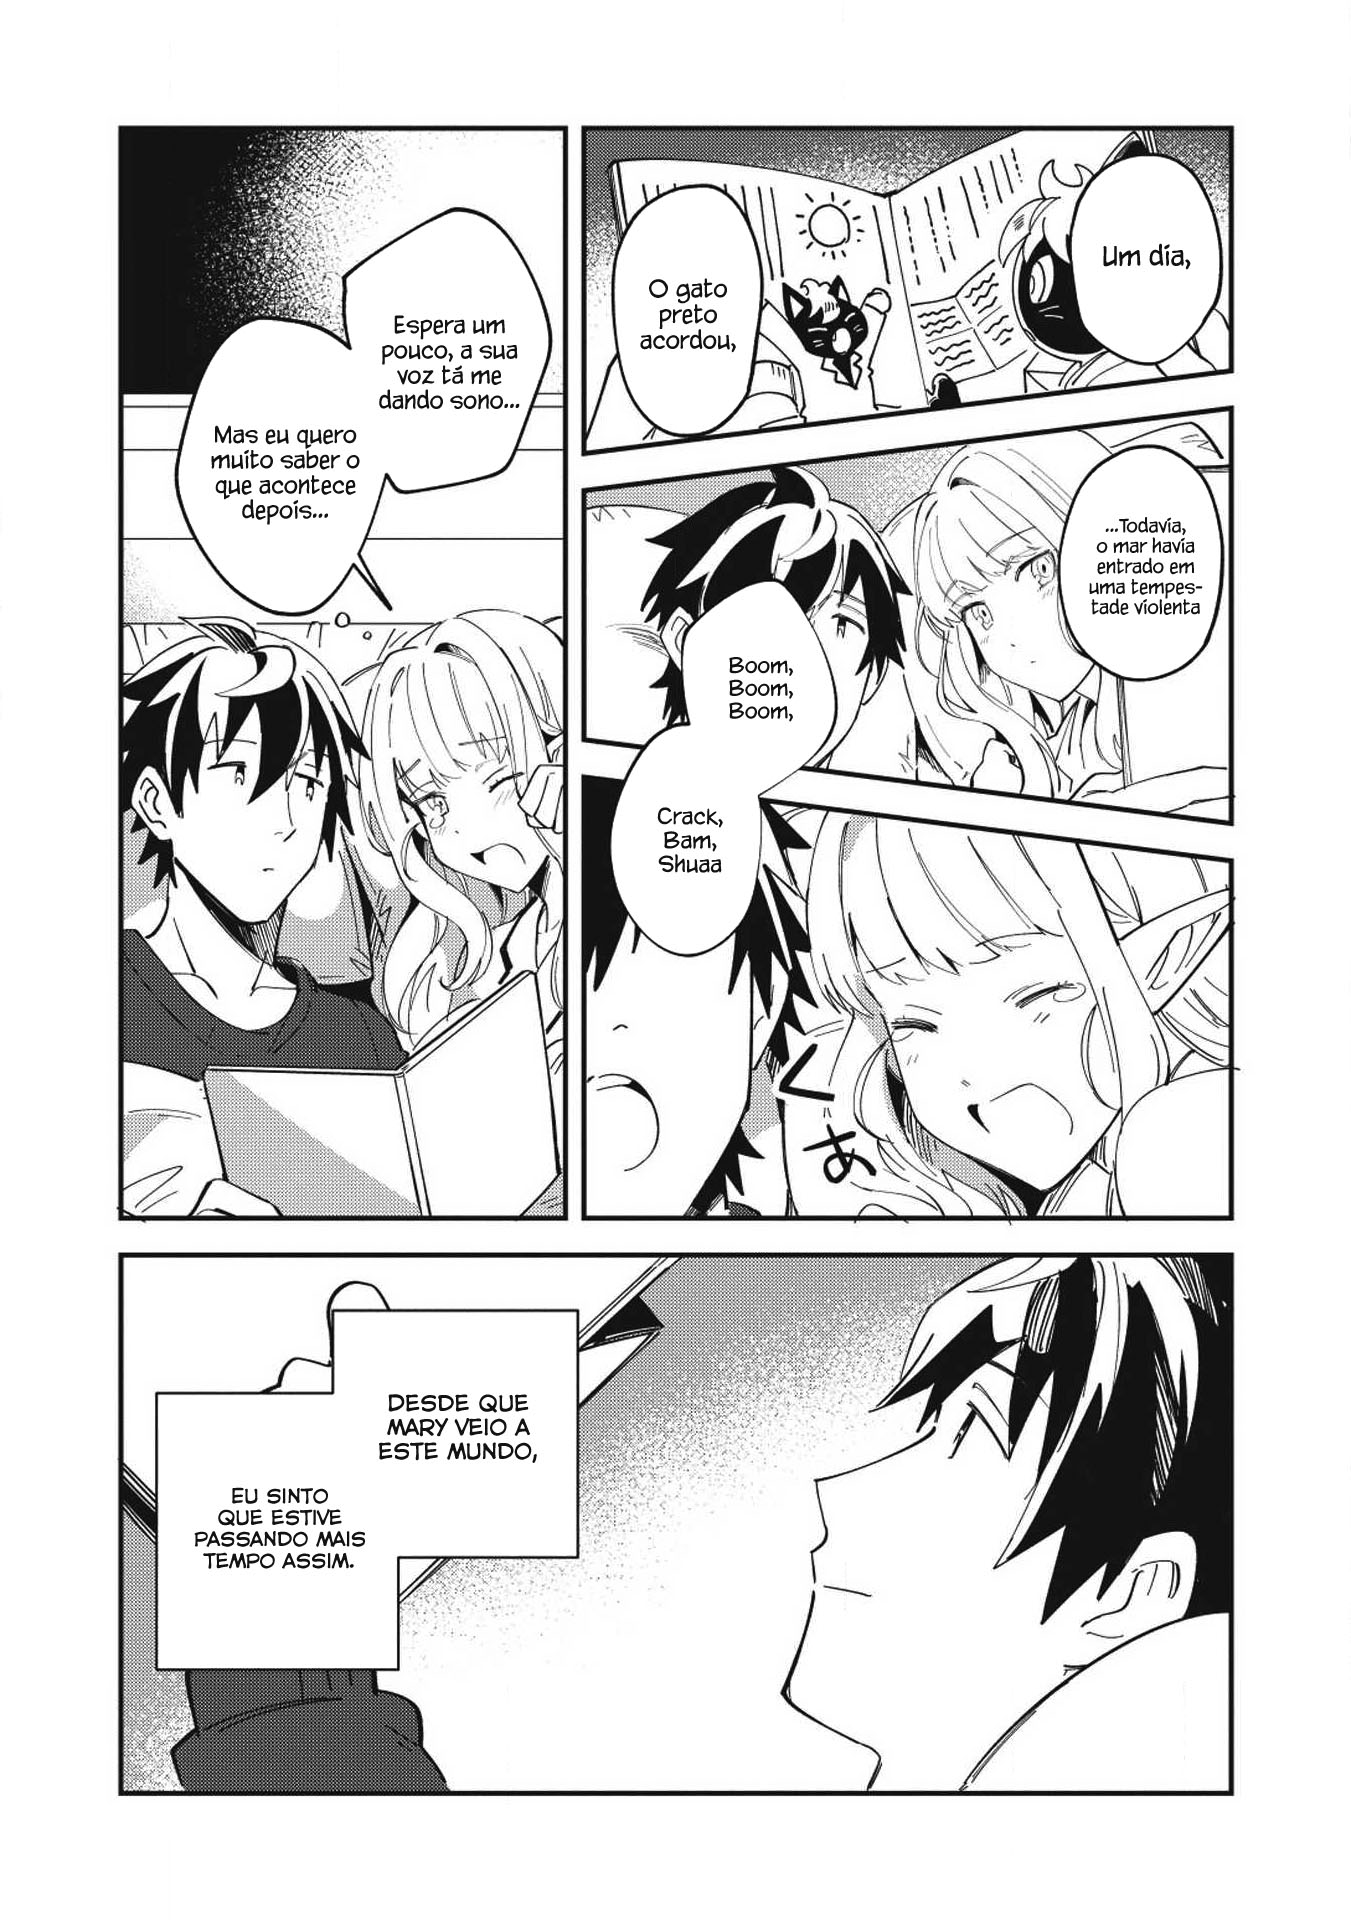 Um dia,
O gato
preto
acordou,
...Todavia,
o mar havia
entrado em
uma tempes-
tade violenta
Boom,
Boom,
Boom,
Crack,
Bam,
Shuaa
くあ
Espera um
pouco, a sua
voz tá me
dando sono...
Mas eu quero
muito saber o
que acontece
depois...
DESDE QUE
MARY VEIO A
ESTE MUNDO,
EU SINTO
QUE ESTIVE
PASSANDO MAIS
TEMPO ASSIM.